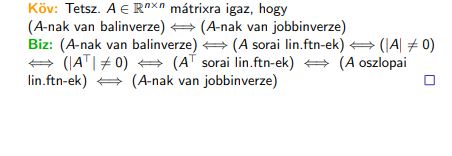 Köv: Tetsz. A ∈ ℝⁿˣⁿ mátrixra igaz, hogy
(A-nak van balinverze) ⟺ (A-nak van jobbinverze)
Biz: (A-nak van balinverze) ⟺ (A sorai lin.ftn-ek) ⟺ (|A| ≠ 0)
⟺ (|A⊤| ≠ 0) ⟺ (A⊤ sorai lin.ftn-ek) ⟺ (A oszlopai
lin.ftn-ek) ⟺ (A-nak van jobbinverze) □